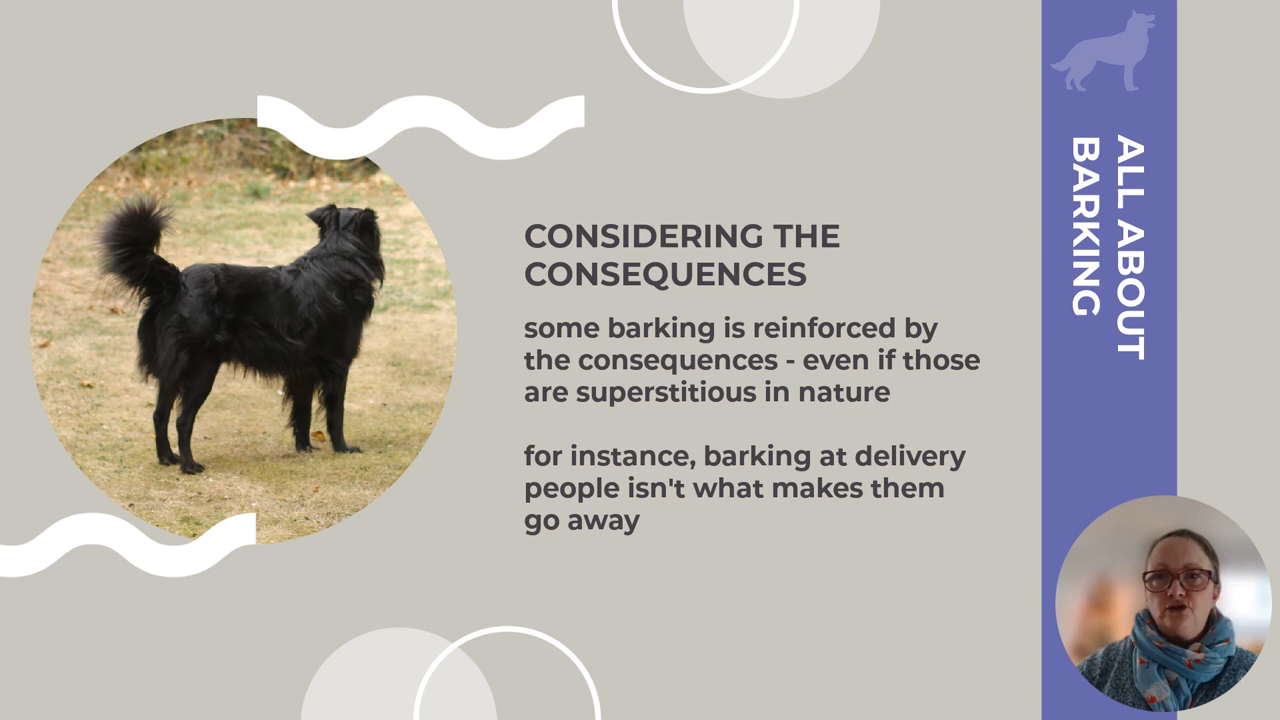 CONSIDERING THE
CONSEQUENCES
some barking is reinforced by
the consequences - even if those
are superstitious in nature
for instance, barking at delivery
people isn't what makes them
go away
ALL ABOUT
BARKING